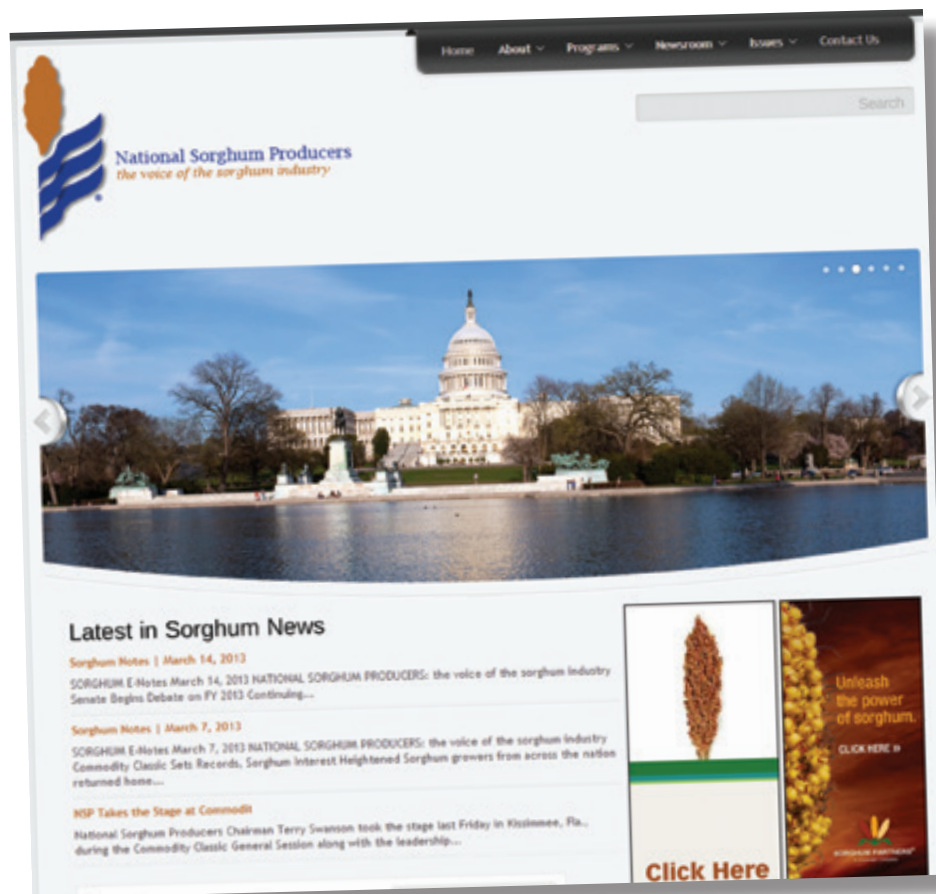 Home About Programs Newsroom Issues Contact Us
Search
National Sorghum Producers
the voice of the sorghum industry
Latest in Sorghum News
Sorghum Notes | March 14, 2013
SORGHUM E-Notes March 14, 2013 NATIONAL SORGHUM PRODUCERS: the voice of the sorghum industry
Senate Begins Debate on FY 2013 Continuing...
Sorghum Notes | March 7, 2013
SORGHUM E-Notes March 7, 2013 NATIONAL SORGHUM PRODUCERS: the voice of the sorghum industry
Commodity Classic Sets Records, Sorghum Interest Heightened Sorghum growers from across the nation
returned home...
NSP Takes the Stage at Commodit
National Sorghum Producers Chairman Terry Swanson took the stage last Friday in Kissimmee, Fla.,
during the Commodity Classic General Session along with the leadership...
Click Here
Unleash
the power
of sorghum.
CLICK HERE »
SORGHUM PARTNERS